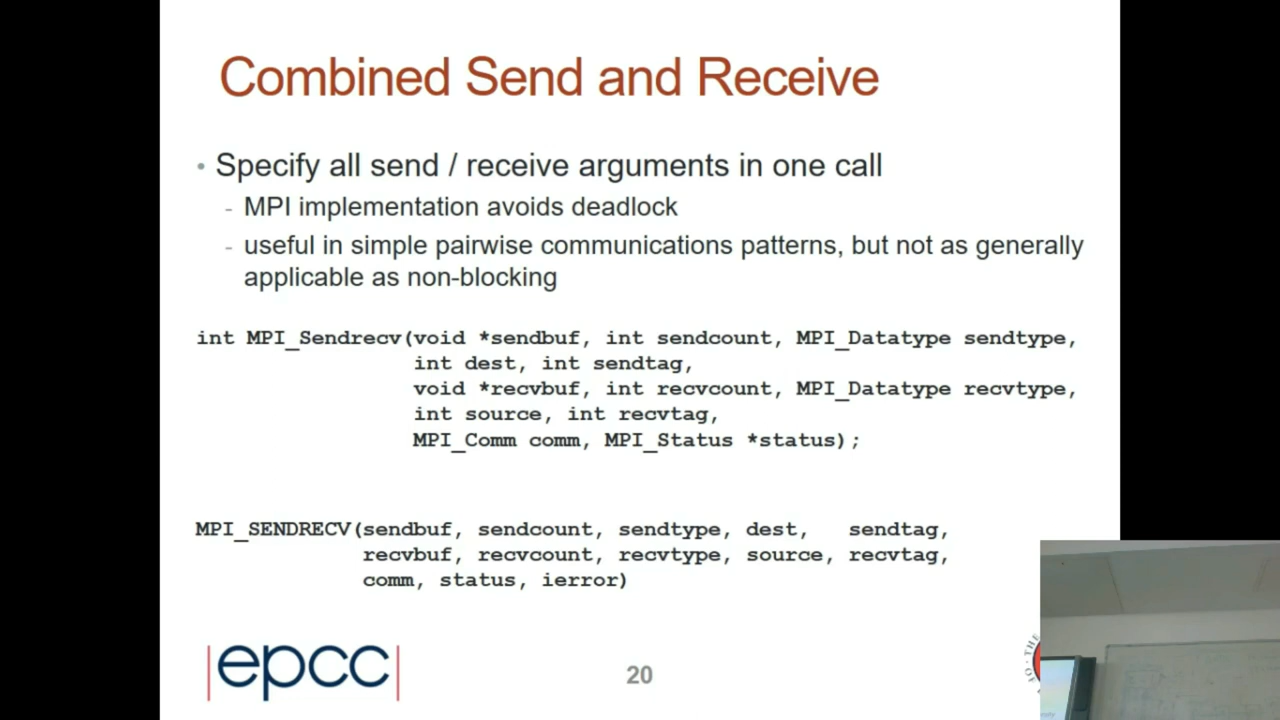 Combined Send and Receive
• Specify all send / receive arguments in one call
- MPI implementation avoids deadlock
- useful in simple pairwise communications patterns, but not as generally
applicable as non-blocking
int MPI_Sendrecv(void *sendbuf, int sendcount, MPI_Datatype sendtype,
int dest, int sendtag,
void *recvbuf, int recvcount, MPI_Datatype recvtype,
int source, int recvtag,
MPI_Comm comm, MPI_Status *status);
MPI_SENDRECV(sendbuf, sendcount, sendtype, dest, sendtag,
recvbuf, recvcount, recvtype, source, recvtag,
comm, status, ierror)
|epcc|
20
THE
OF